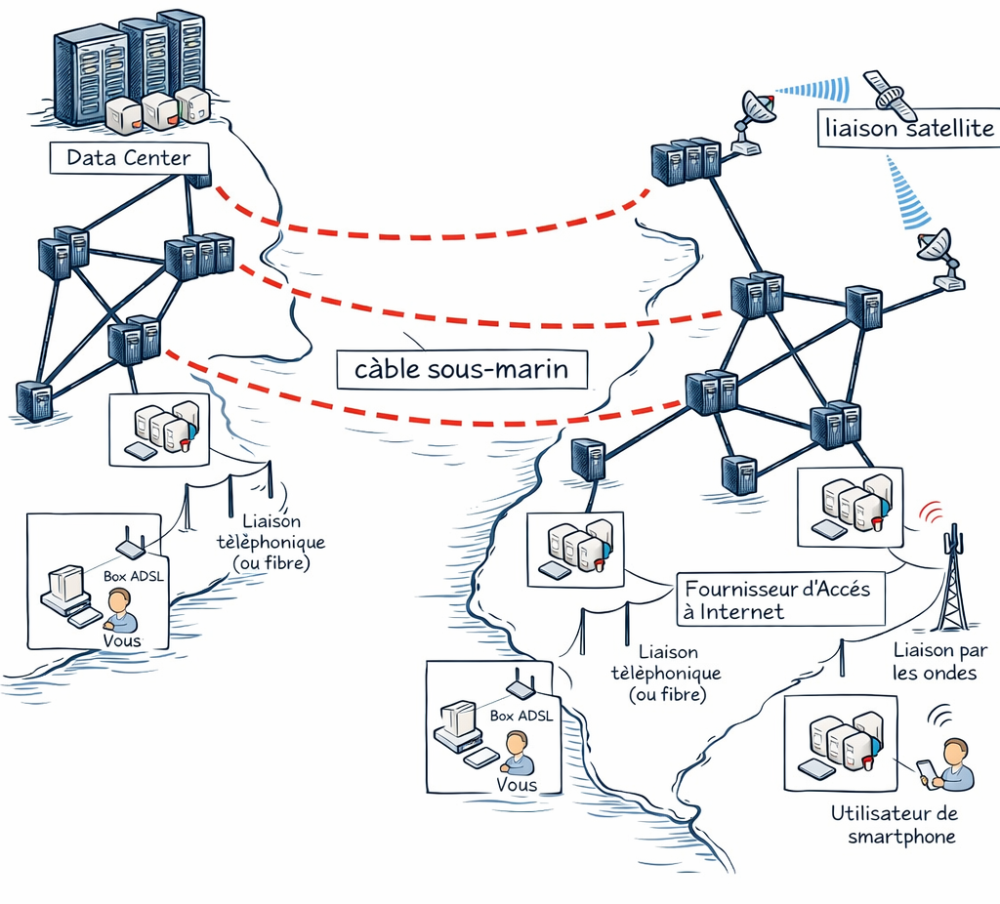 Data Center
liaison satellite
câble sous-marin
Liaison
tèlèphonique
(ou fibre)
Box ADSL
Vous
Fournisseur d'Accés
à Internet
Liaison par
les ondes
Liaison
tèlèphonique
(ou fibre)
Box ADSL
Vous
Utilisateur de
smartphone